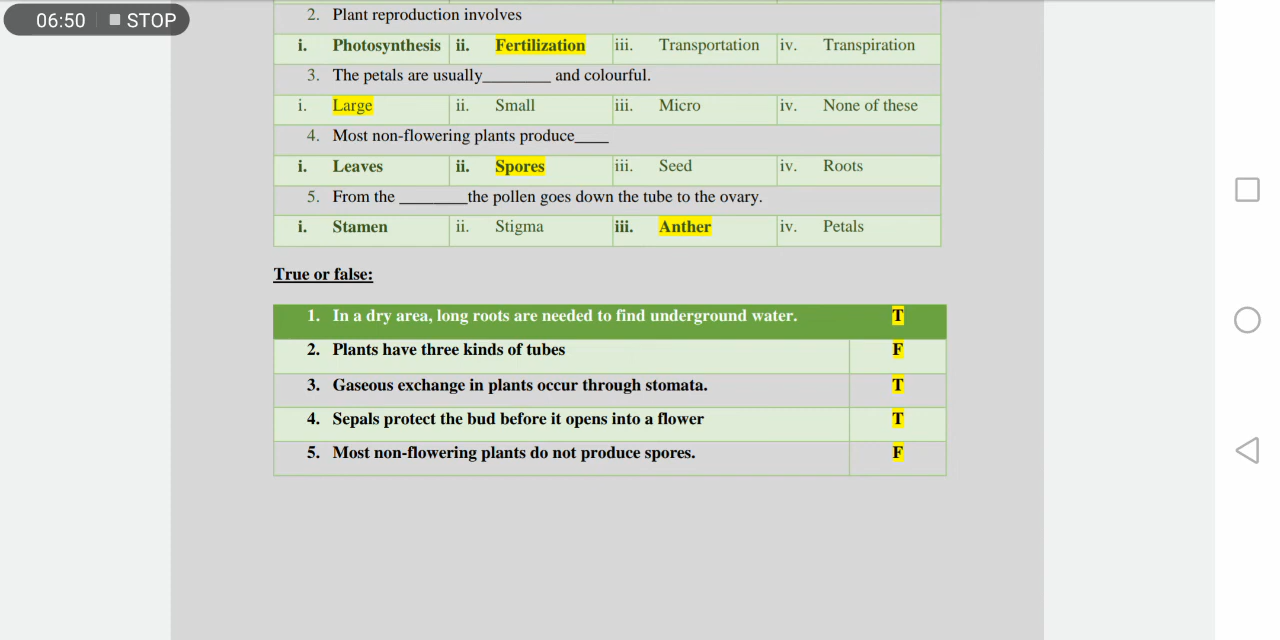 06:50 STOP
2. Plant reproduction involves
i. Photosynthesis ii. Fertilization iii. Transportation iv. Transpiration
3. The petals are usually________ and colourful.
i. Large ii. Small iii. Micro iv. None of these
4. Most non-flowering plants produce____
i. Leaves ii. Spores iii. Seed iv. Roots
5. From the ________the pollen goes down the tube to the ovary.
i. Stamen ii. Stigma iii. Anther iv. Petals
True or false:
1. In a dry area, long roots are needed to find underground water. T
2. Plants have three kinds of tubes F
3. Gaseous exchange in plants occur through stomata. T
4. Sepals protect the bud before it opens into a flower T
5. Most non-flowering plants do not produce spores. F